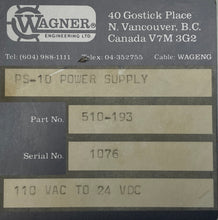 WAGNER
ENGINEERING LTD
40 Gostick Place
N. Vancouver, B.C.
Canada V7M 3G2
Tel: (604) 988-1111 Telex: 04-352755 Cable: WAGENG
PS-10 POWER SUPPLY
Part No. 510-193
Serial No. 1076
110 VAC TO 24 VDC